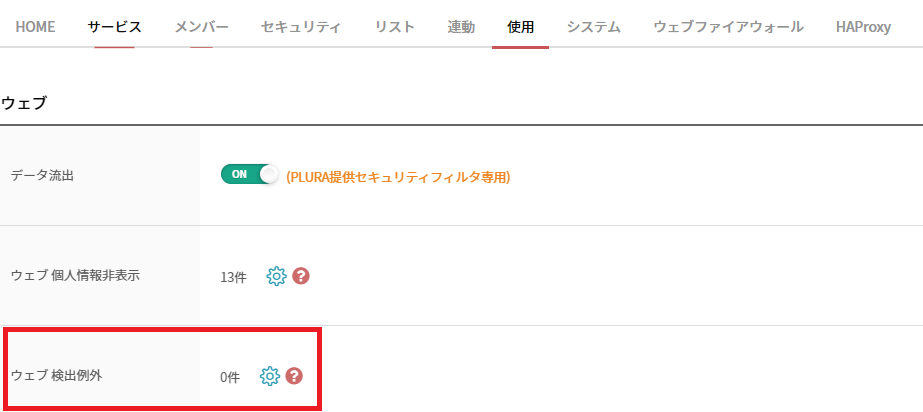 HOME サービス メンバー セキュリティ リスト 連動 使用 システム ウェブファイアウォール HAProxy
ウェブ
データ流出 ON (PLURA提供セキュリティフィルタ専用)
ウェブ 個人情報非表示 13件 ?
ウェブ 検出例外 0件 ?